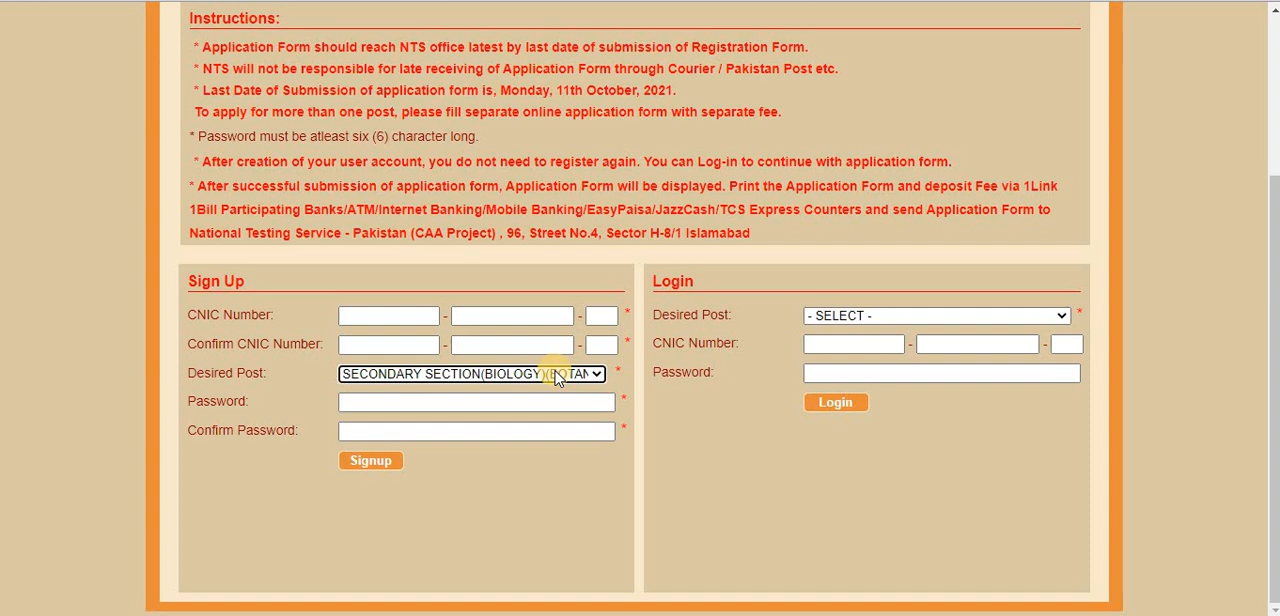 Instructions:
* Application Form should reach NTS office latest by last date of submission of Registration Form.
* NTS will not be responsible for late receiving of Application Form through Courier / Pakistan Post etc.
* Last Date of Submission of application form is, Monday, 11th October, 2021.
To apply for more than one post, please fill separate online application form with separate fee.
* Password must be atleast six (6) character long.
* After creation of your user account, you do not need to register again. You can Log-in to continue with application form.
* After successful submission of application form, Application Form will be displayed. Print the Application Form and deposit Fee via 1Link
1Bill Participating Banks/ATM/Internet Banking/Mobile Banking/EasyPaisa/JazzCash/TCS Express Counters and send Application Form to
National Testing Service - Pakistan (CAA Project) , 96, Street No.4, Sector H-8/1 Islamabad
Sign Up
CNIC Number: - - *
Confirm CNIC Number: - - *
Desired Post: SECONDARY SECTION(BIOLOGY)(BOTAN *
Password: *
Confirm Password: *
Signup
Login
Desired Post: - SELECT - *
CNIC Number: - -
Password:
Login